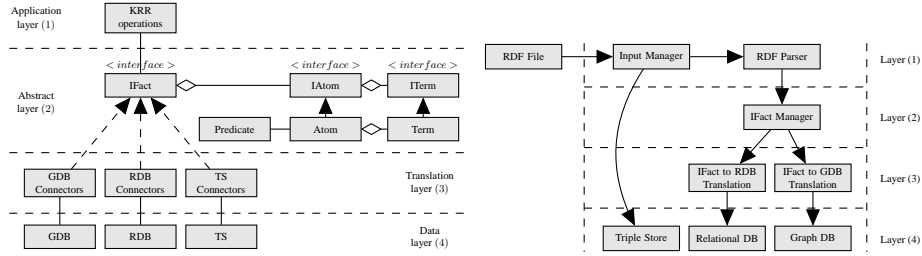 Application
layer (1)
KRR
operations
< interface >
< interface >
< interface >
Abstract
layer (2)
IFact
IAtom
ITerm
Predicate
Atom
Term
GDB
Connectors
RDB
Connectors
TS
Connectors
Translation
layer (3)
GDB
RDB
TS
Data
layer (4)
RDF File
Input Manager
RDF Parser
Layer (1)
IFact Manager
Layer (2)
IFact to RDB
Translation
IFact to GDB
Translation
Layer (3)
Triple Store
Relational DB
Graph DB
Layer (4)